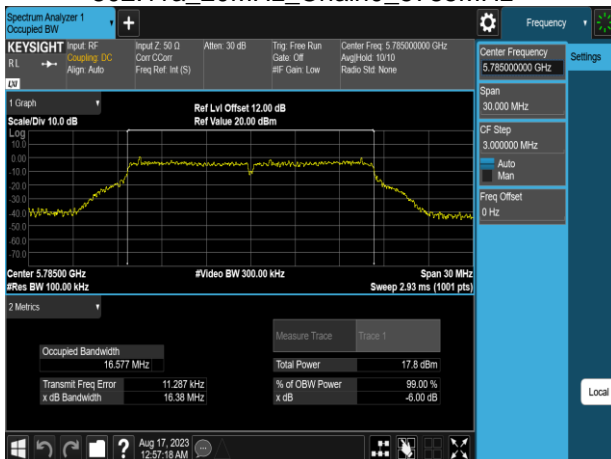 Spectrum Analyzer 1
Occupied BW
+
Frequency
KEYSIGHT
RL
Input: RF
Coupling: DC
Align: Auto
Input Z: 50 Ω
Corr CCorr
Freq Ref: Int (S)
Atten: 30 dB
Trig: Free Run
Gate: Off
#IF Gain: Low
Center Freq: 5.785000000 GHz
Avg|Hold: 10/10
Radio Std: None
LXI
Center Frequency
5.785000000 GHz
Settings
Span
30.000 MHz
CF Step
3.000000 MHz
Auto
Man
Freq Offset
0 Hz
1 Graph
Scale/Div 10.0 dB
Ref Lvl Offset 12.00 dB
Ref Value 20.00 dBm
Log
10.0
0.00
-10.0
-20.0
-30.0
-40.0
-50.0
-60.0
-70.0
Center 5.78500 GHz
#Res BW 100.00 kHz
#Video BW 300.00 kHz
Span 30 MHz
Sweep 2.93 ms (1001 pts)
2 Metrics
Measure Trace
Trace 1
Occupied Bandwidth
16.577 MHz
Total Power
17.8 dBm
Transmit Freq Error
11.287 kHz
% of OBW Power
99.00 %
x dB Bandwidth
16.38 MHz
x dB
-6.00 dB
Local
?
Aug 17, 2023
12:57:18 AM